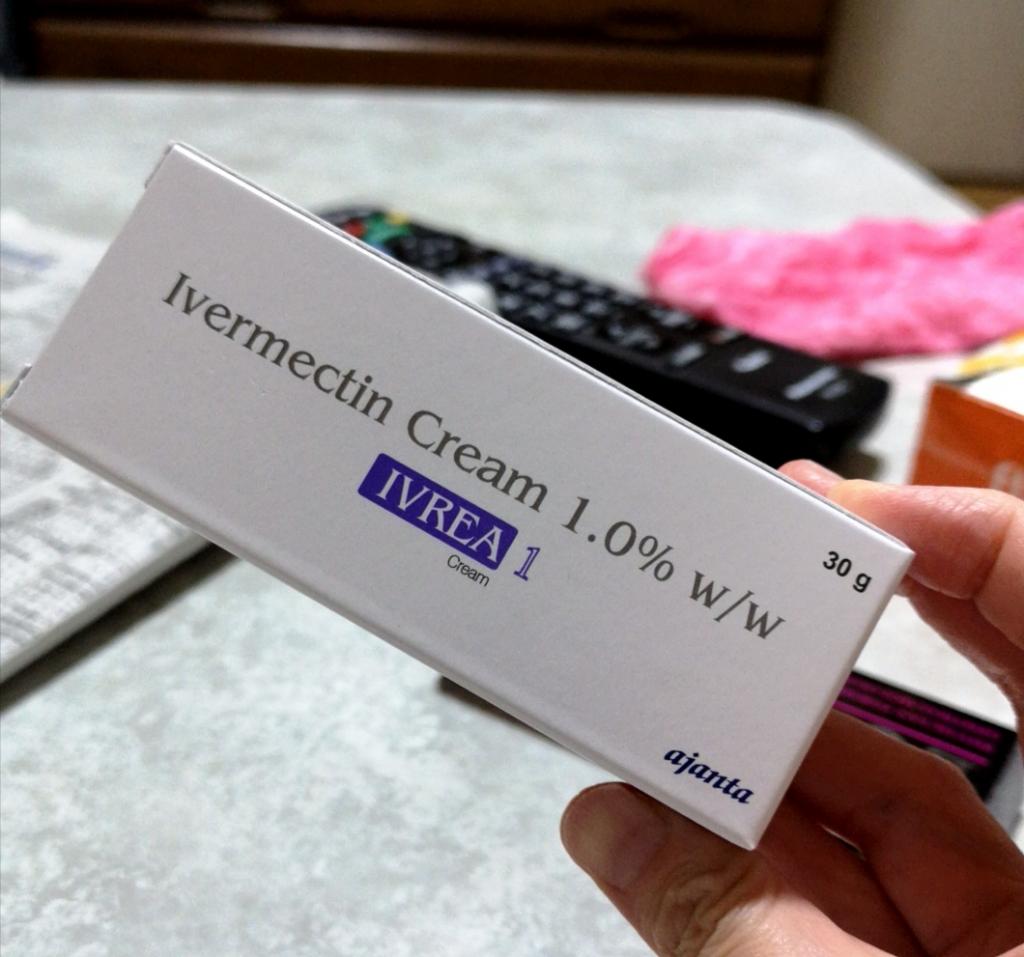 Ivermectin Cream 1.0% w/w
IVREA 1
Cream
30 g
ajanta